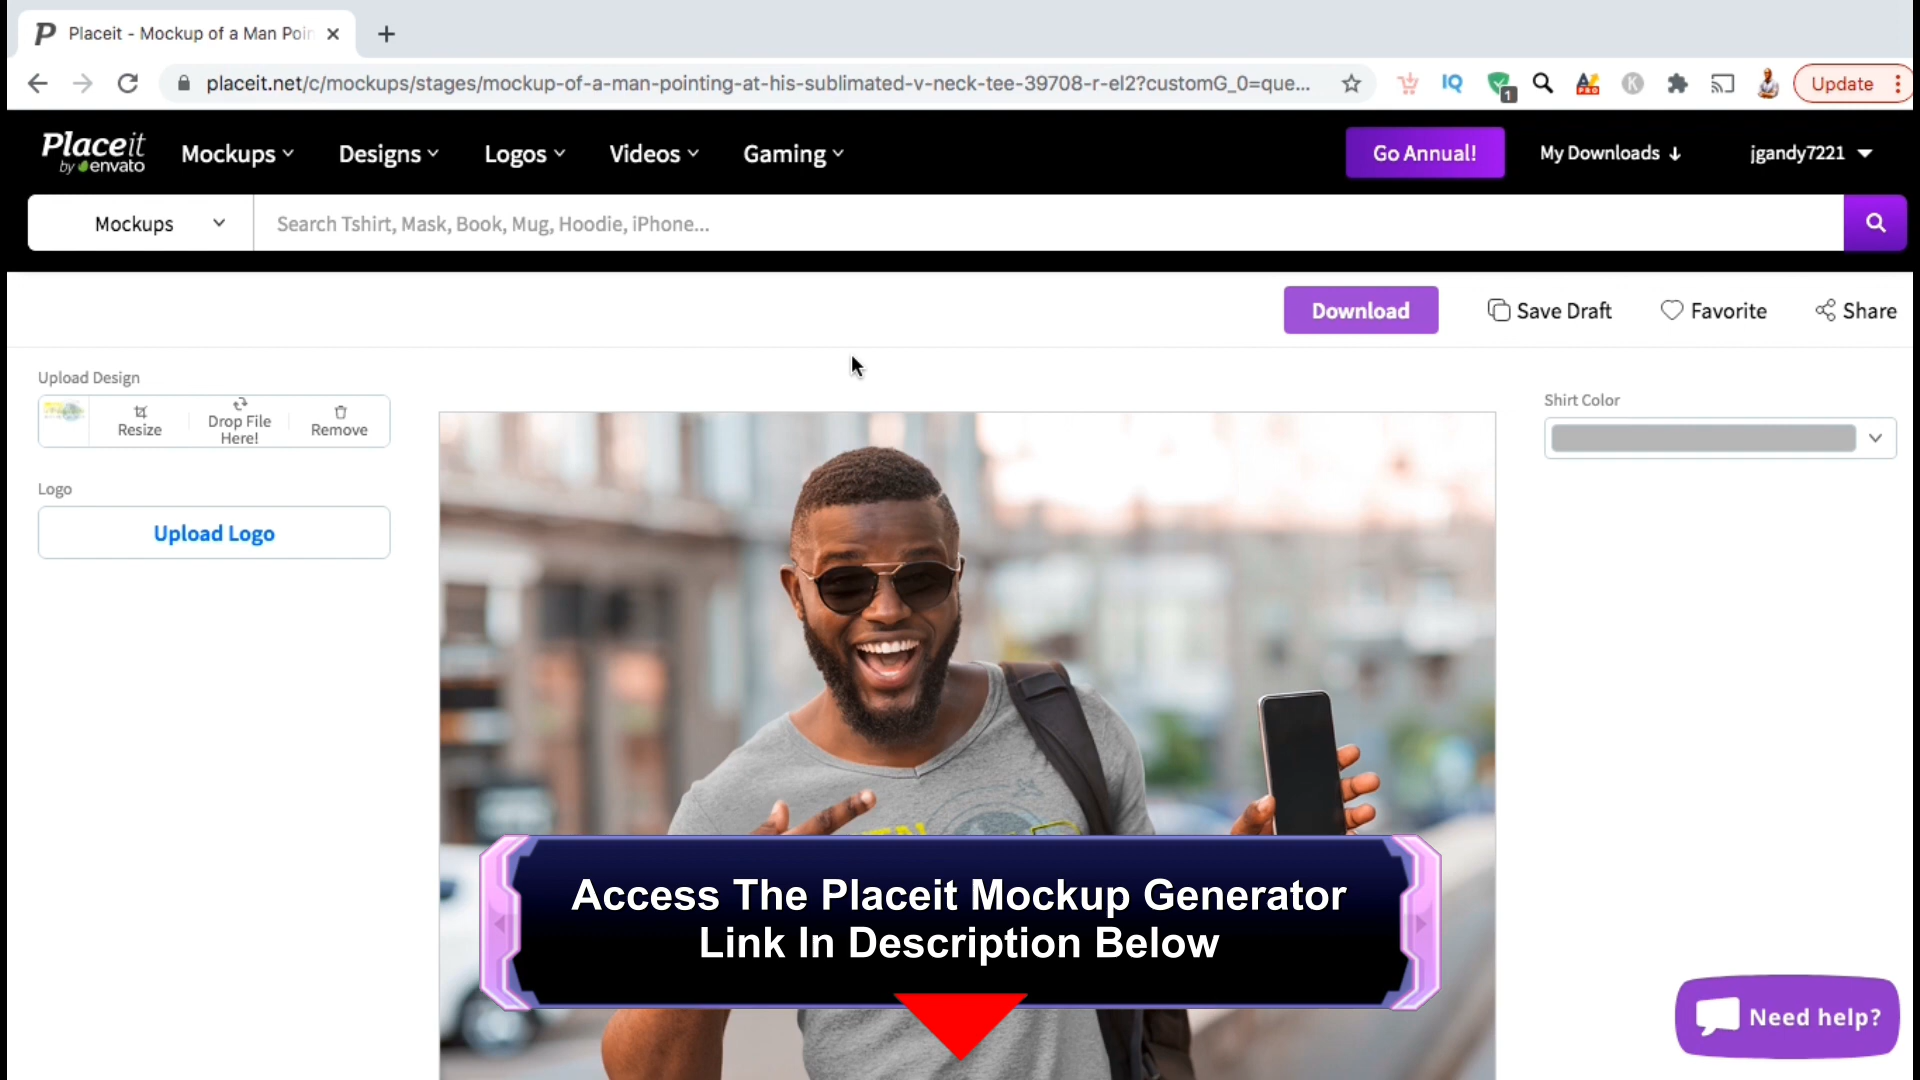 Placeit - Mockup of a Man Poin
placeit.net/c/mockups/stages/mockup-of-a-man-pointing-at-his-sublimated-v-neck-tee-39708-r-el2?customG_0=que...
IQ
1
PRO
K
Update
Placeit
by envato
Mockups
Designs
Logos
Videos
Gaming
Go Annual!
My Downloads
jgandy7221
Mockups
Search Tshirt, Mask, Book, Mug, Hoodie, iPhone...
Download
Save Draft
Favorite
Share
Upload Design
Resize
Drop File
Here!
Remove
Shirt Color
Logo
Upload Logo
Access The Placeit Mockup Generator
Link In Description Below
Need help?